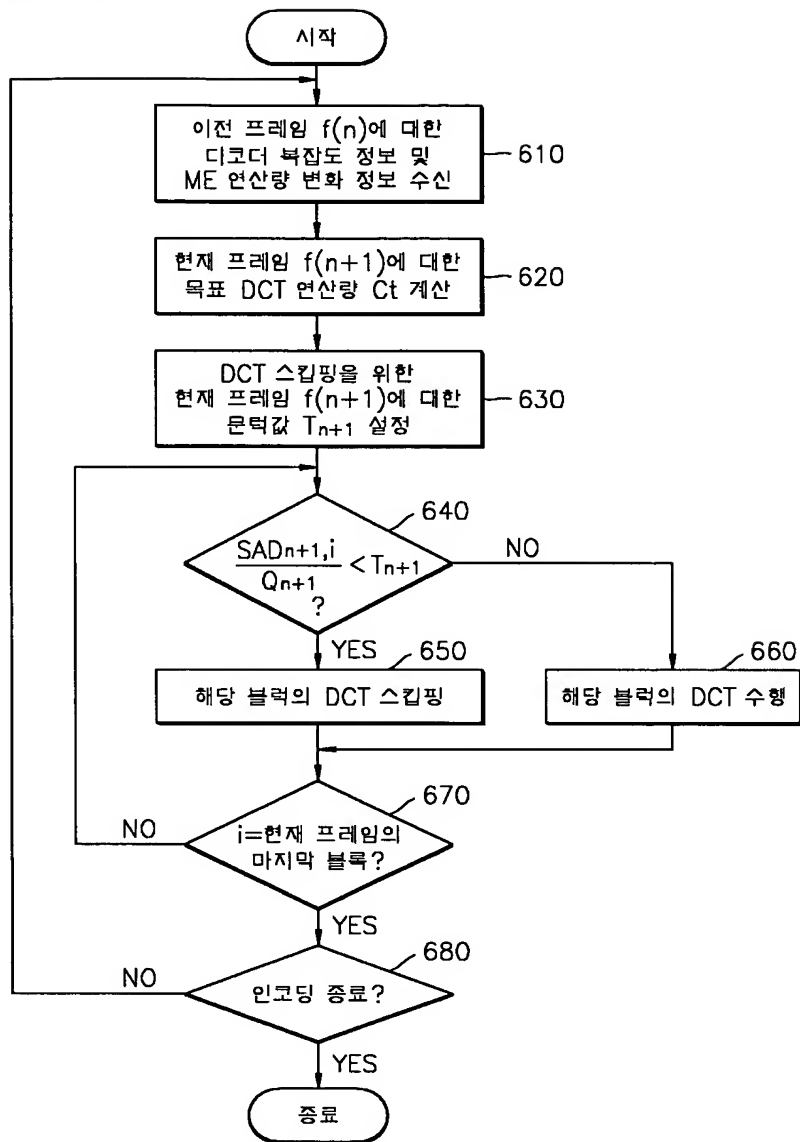 시작
이전 프레임 f(n)에 대한
디코더 복잡도 정보 및
ME 연산량 변화 정보 수신
610
현재 프레임 f(n+1)에 대한
목표 DCT 연산량 Ct 계산
620
DCT 스킵핑을 위한
현재 프레임 f(n+1)에 대한
문턱값 Tn+1 설정
630
640
SADn+1,i
Qn+1
< Tn+1
?
NO
YES
650
660
해당 블럭의 DCT 스킵핑
해당 블럭의 DCT 수행
670
NO
i=현재 프레임의
마지막 블록?
YES
680
NO
인코딩 종료?
YES
종료